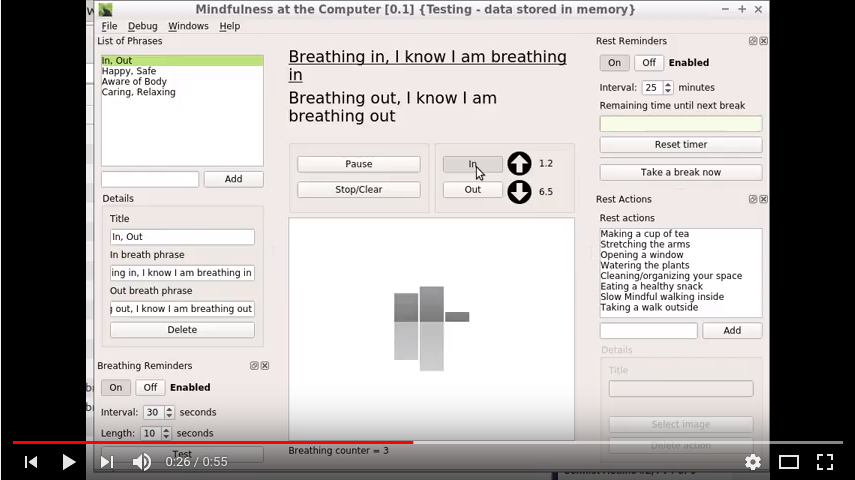 Mindfulness at the Computer [0.1] {Testing - data stored in memory}
File Debug Windows Help
List of Phrases
In, Out
Happy, Safe
Aware of Body
Caring, Relaxing
Add
Details
Title
In, Out
In breath phrase
ing in, I know I am breathing in
Out breath phrase
out, I know I am breathing out
Delete
Breathing Reminders
On Off Enabled
Interval: 30 seconds
Length: 10 seconds
Test
Breathing in, I know I am breathing
in
Breathing out, I know I am
breathing out
Pause
Stop/Clear
In 1.2
Out 6.5
Breathing counter = 3
Rest Reminders
On Off Enabled
Interval: 25 minutes
Remaining time until next break
Reset timer
Take a break now
Rest Actions
Rest actions
Making a cup of tea
Stretching the arms
Opening a window
Watering the plants
Cleaning/organizing your space
Eating a healthy snack
Slow Mindful walking inside
Taking a walk outside
Add
Details
Title
Select image
Delete action
0:26 / 0:55